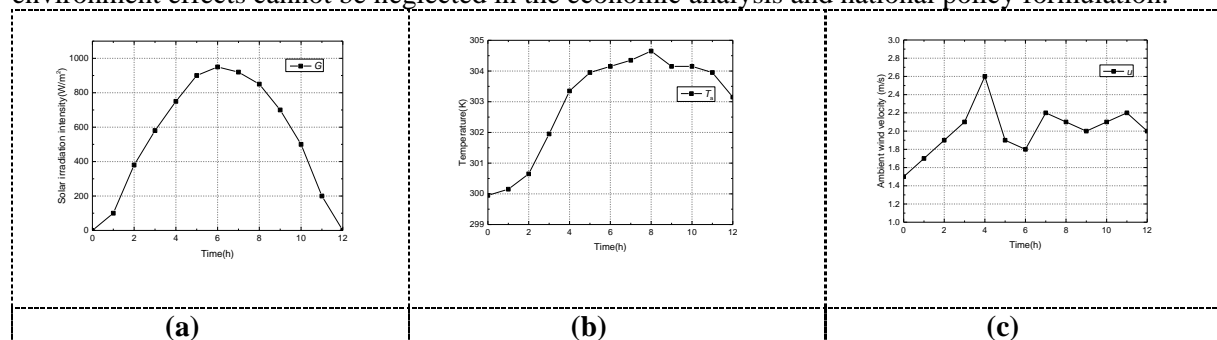 environment effects cannot be neglected in the economic analysis and national policy formulation.
Solar irradiation intensity(W/m²)
1000
800
600
400
200
0
0 2 4 6 8 10 12
Time(h)
G
Temperature(K)
305
304
303
302
301
300
299
0 2 4 6 8 10 12
Time(h)
Tₐ
Ambient wind velocity (m/s)
3.0
2.8
2.6
2.4
2.2
2.0
1.8
1.6
1.4
1.2
1.0
0 2 4 6 8 10 12
Time(h)
u
(a) (b) (c)